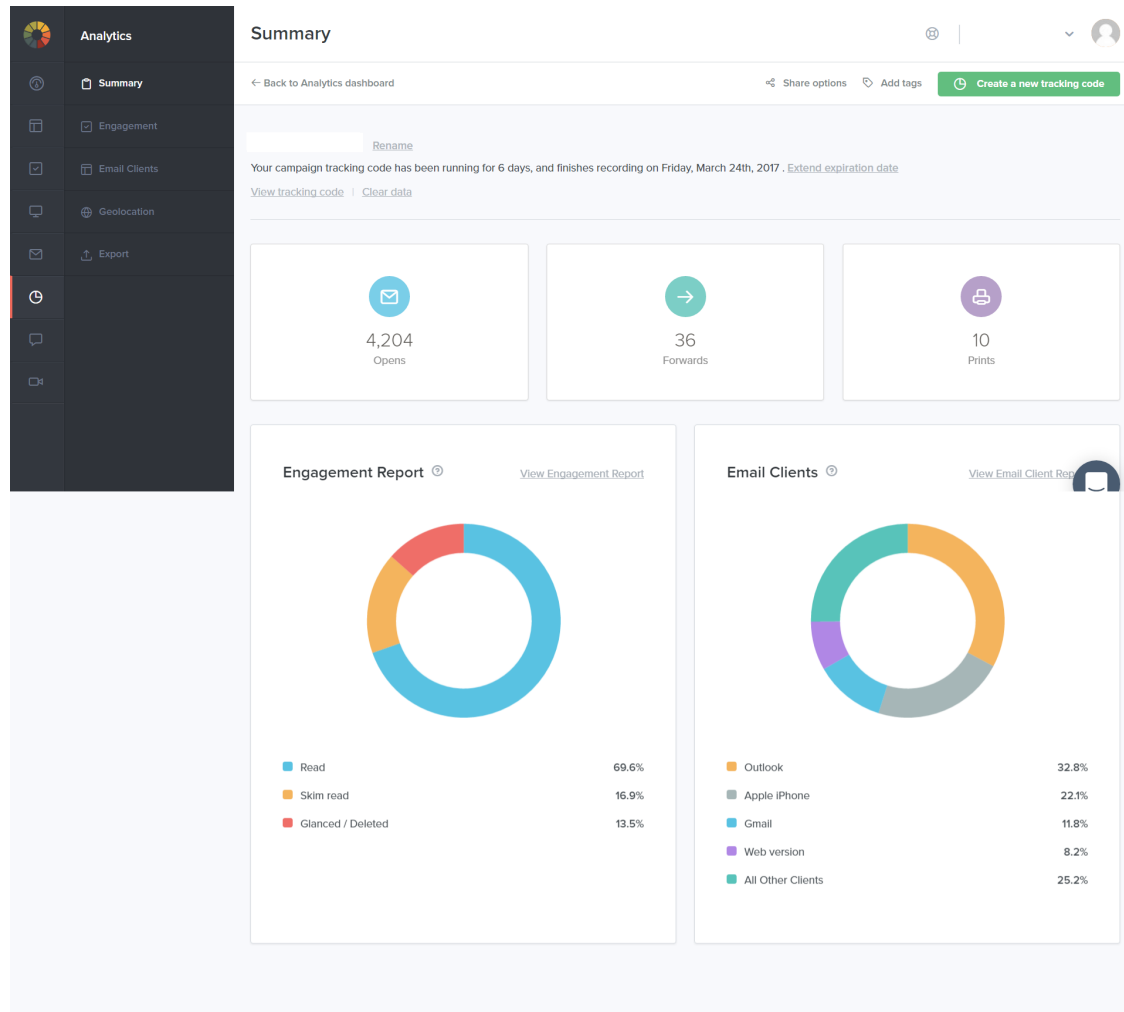 Analytics
Summary
Summary
Engagement
Email Clients
Geolocation
Export
← Back to Analytics dashboard
Share options
Add tags
Create a new tracking code
Rename
Your campaign tracking code has been running for 6 days, and finishes recording on Friday, March 24th, 2017 . Extend expiration date
View tracking code | Clear data
4,204
Opens
36
Forwards
10
Prints
Engagement Report
View Engagement Report
Read 69.6%
Skim read 16.9%
Glanced / Deleted 13.5%
Email Clients
View Email Client Rep
Outlook 32.8%
Apple iPhone 22.1%
Gmail 11.8%
Web version 8.2%
All Other Clients 25.2%